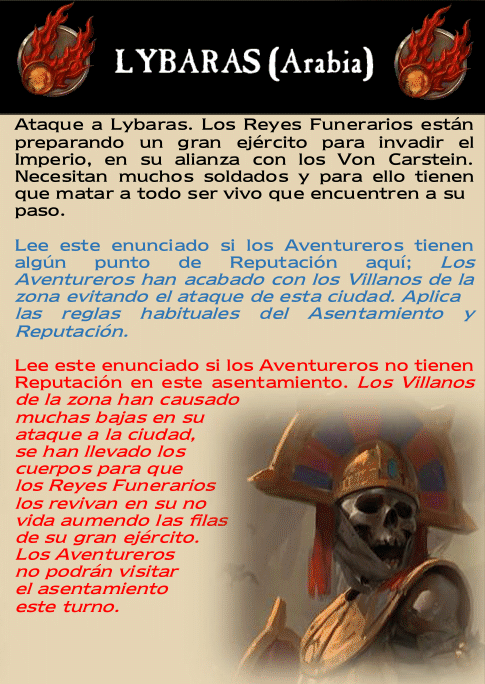 LYBARAS (Arabia)
Ataque a Lybaras. Los Reyes Funerarios están
preparando un gran ejército para invadir el
Imperio, en su alianza con los Von Carstein.
Necesitan muchos soldados y para ello tienen
que matar a todo ser vivo que encuentren a su
paso.
Lee este enunciado si los Aventureros tienen
algún punto de Reputación aquí; Los
Aventureros han acabado con los Villanos de la
zona evitando el ataque de esta ciudad. Aplica
las reglas habituales del Asentamiento y
Reputación.
Lee este enunciado si los Aventureros no tienen
Reputación en este asentamiento. Los Villanos
de la zona han causado
muchas bajas en su
ataque a la ciudad,
se han llevado los
cuerpos para que
los Reyes Funerarios
los revivan en su no
vida aumendo las filas
de su gran ejército.
Los Aventureros
no podrán visitar
el asentamiento
este turno.